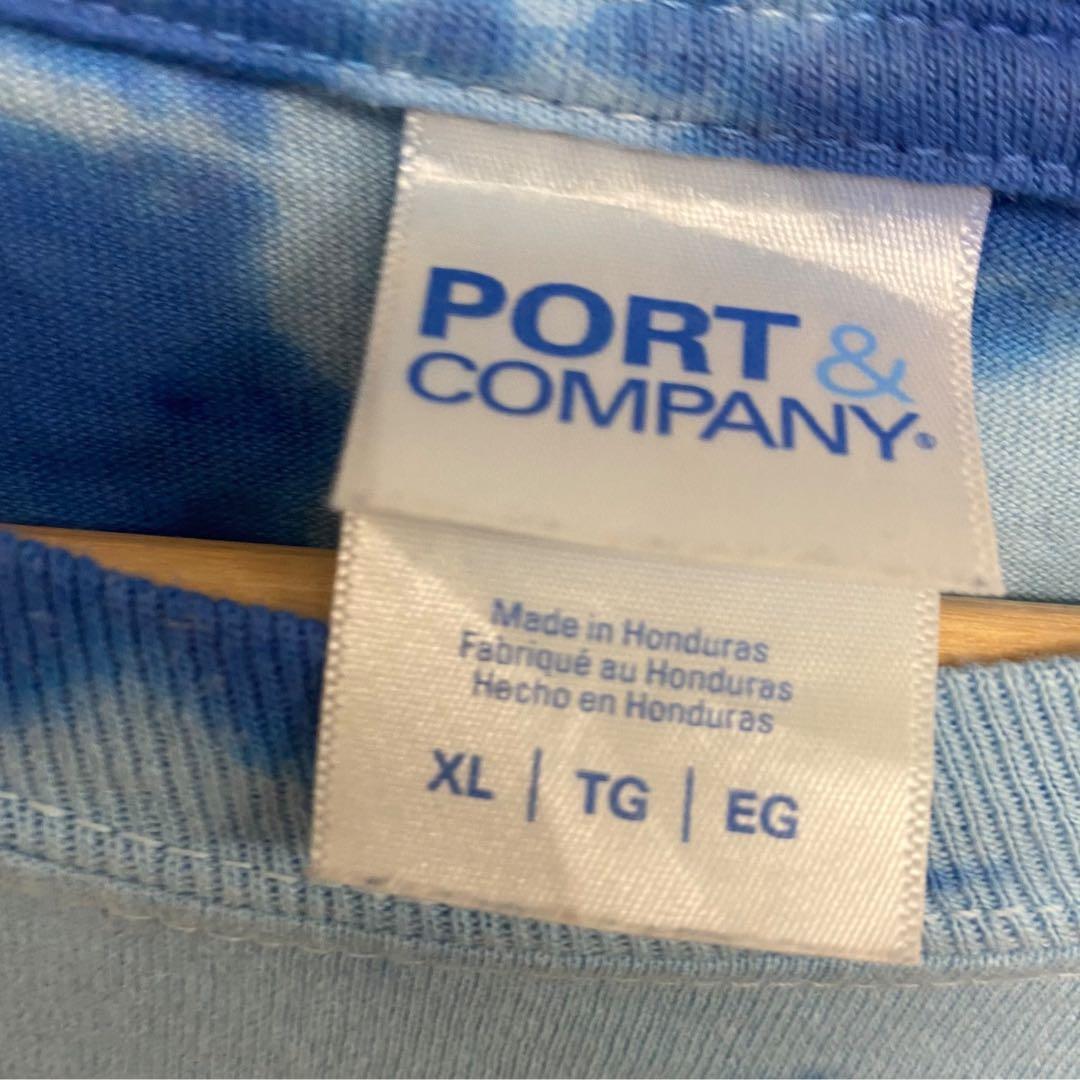 PORT &
COMPANY®
Made in Honduras
Fabriqué au Honduras
Hecho en Honduras
XL | TG | EG